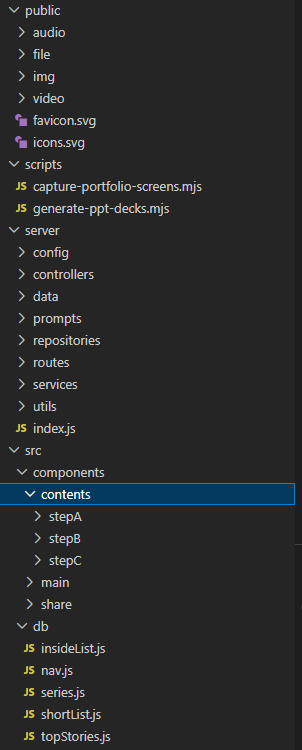 public
audio
file
img
video
favicon.svg
icons.svg
scripts
JS capture-portfolio-screens.mjs
JS generate-ppt-decks.mjs
server
config
controllers
data
prompts
repositories
routes
services
utils
JS index.js
src
components
contents
stepA
stepB
stepC
main
share
db
JS insideList.js
JS nav.js
JS series.js
JS shortList.js
JS topStories.js